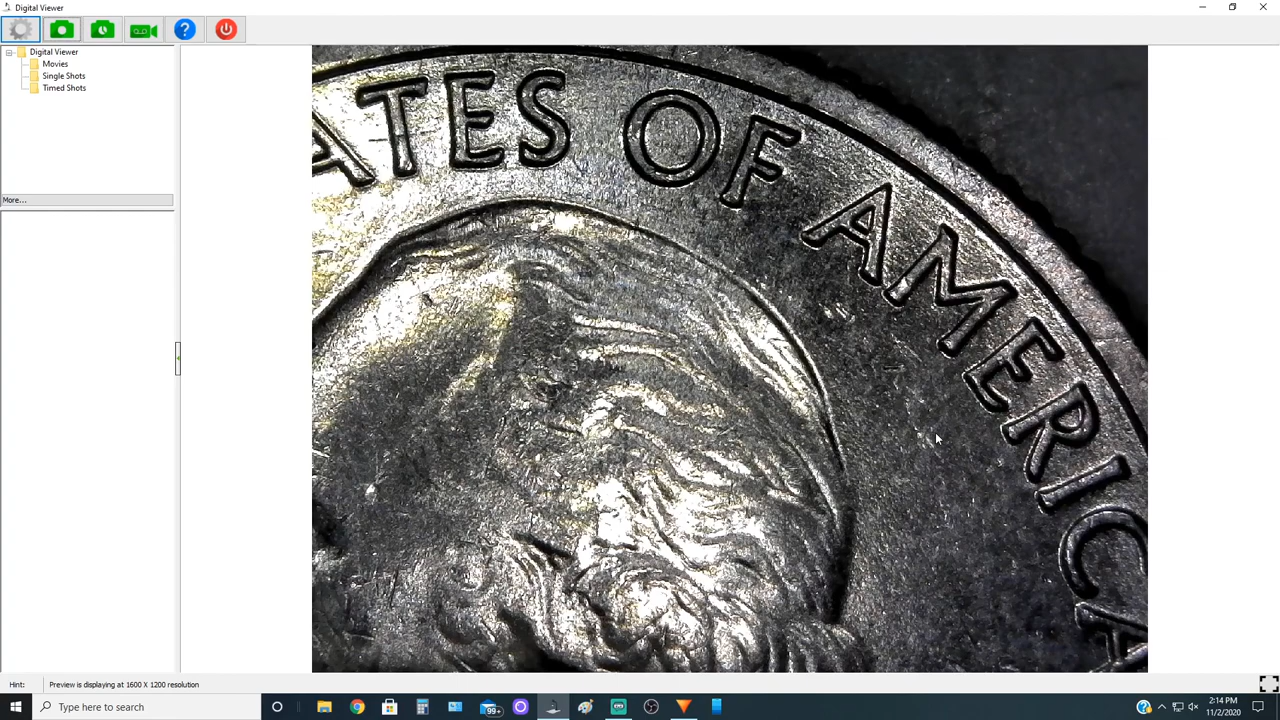 Digital Viewer
Digital Viewer
Movies
Single Shots
Timed Shots
More...
ATES OF AMERICA
Hint:
Preview is displaying at 1600 X 1200 resolution
Type here to search
99+
2:14 PM
11/2/2020